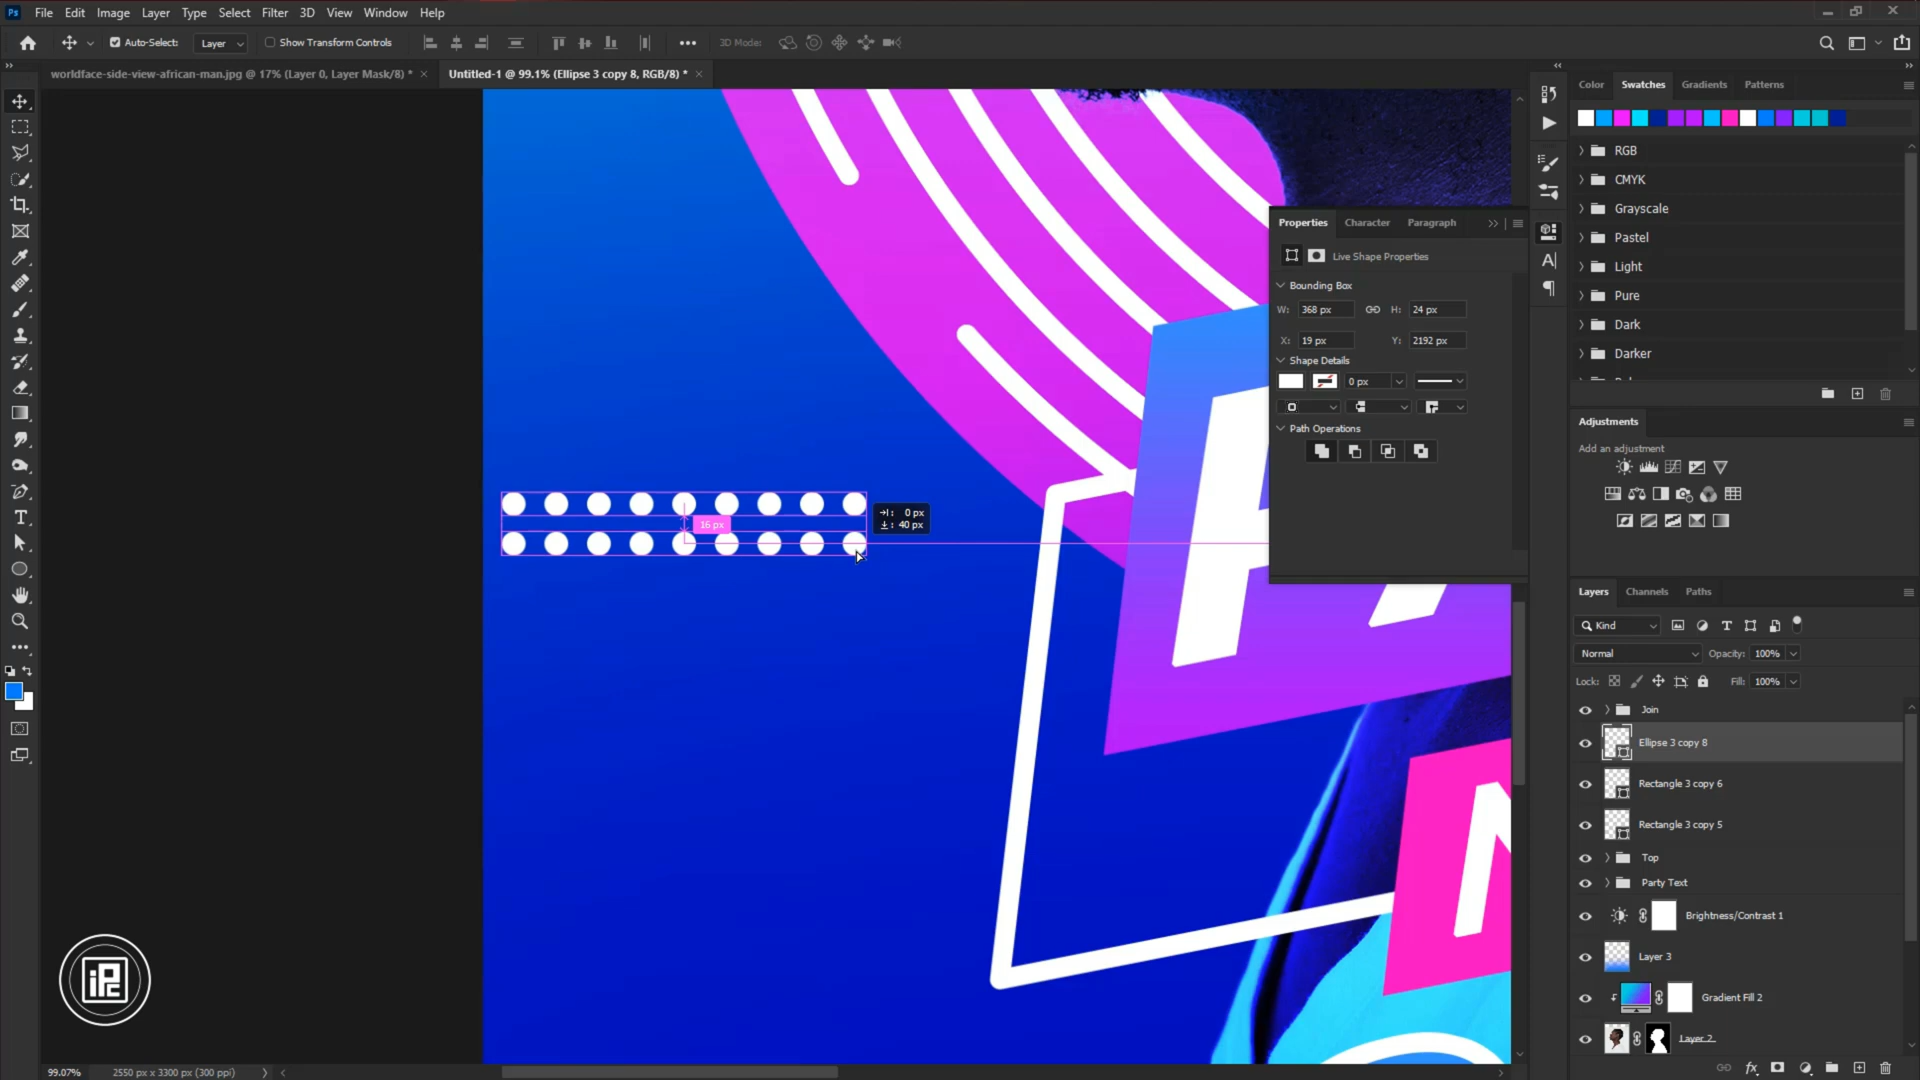 Ps File Edit Image Layer Type Select Filter 3D View Window Help
Auto-Select: Layer Show Transform Controls 3D Mode:
worldface-side-view-african-man.jpg @ 17% (Layer 0, Layer Mask/8) * × Untitled-1 @ 99.1% (Ellipse 3 copy 8, RGB/8) * ×
Color Swatches Gradients Patterns
RGB
CMYK
Grayscale
Pastel
Light
Pure
Dark
Darker
Properties Character Paragraph
Live Shape Properties
Bounding Box
W: 368 px H: 24 px
X: 19 px Y: 2192 px
Shape Details
0 px
Path Operations
16 px
0 px
40 px
Adjustments
Add an adjustment
Layers Channels Paths
Kind
Normal Opacity: 100%
Lock: Fill: 100%
Join
Ellipse 3 copy 8
Rectangle 3 copy 6
Rectangle 3 copy 5
Top
Party Text
Brightness/Contrast 1
Layer 3
Gradient Fill 2
Layer 2
fx
99.07% 2550 px x 3300 px (300 ppi)